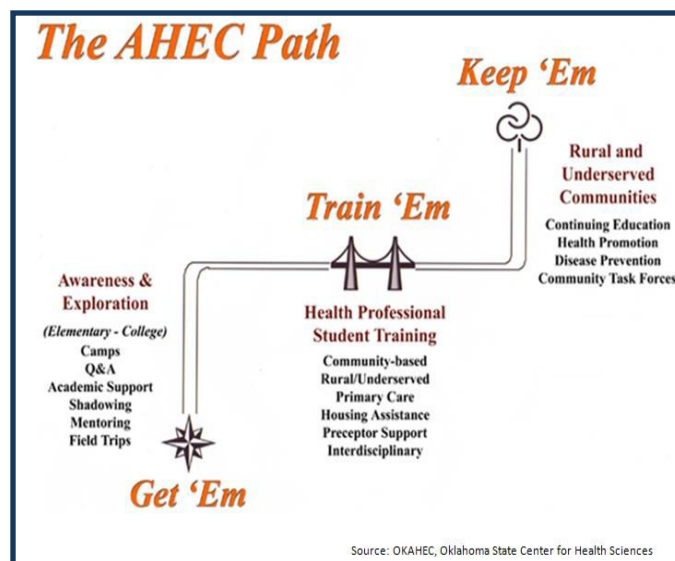 The AHEC Path
Keep ‘Em
Rural and
Underserved
Communities
Continuing Education
Health Promotion
Disease Prevention
Community Task Forces
Train ‘Em
Health Professional
Student Training
Community-based
Rural/Underserved
Primary Care
Housing Assistance
Preceptor Support
Interdisciplinary
Awareness &
Exploration
(Elementary - College)
Camps
Q&A
Academic Support
Shadowing
Mentoring
Field Trips
Get ‘Em
Source: OKAHEC, Oklahoma State Center for Health Sciences